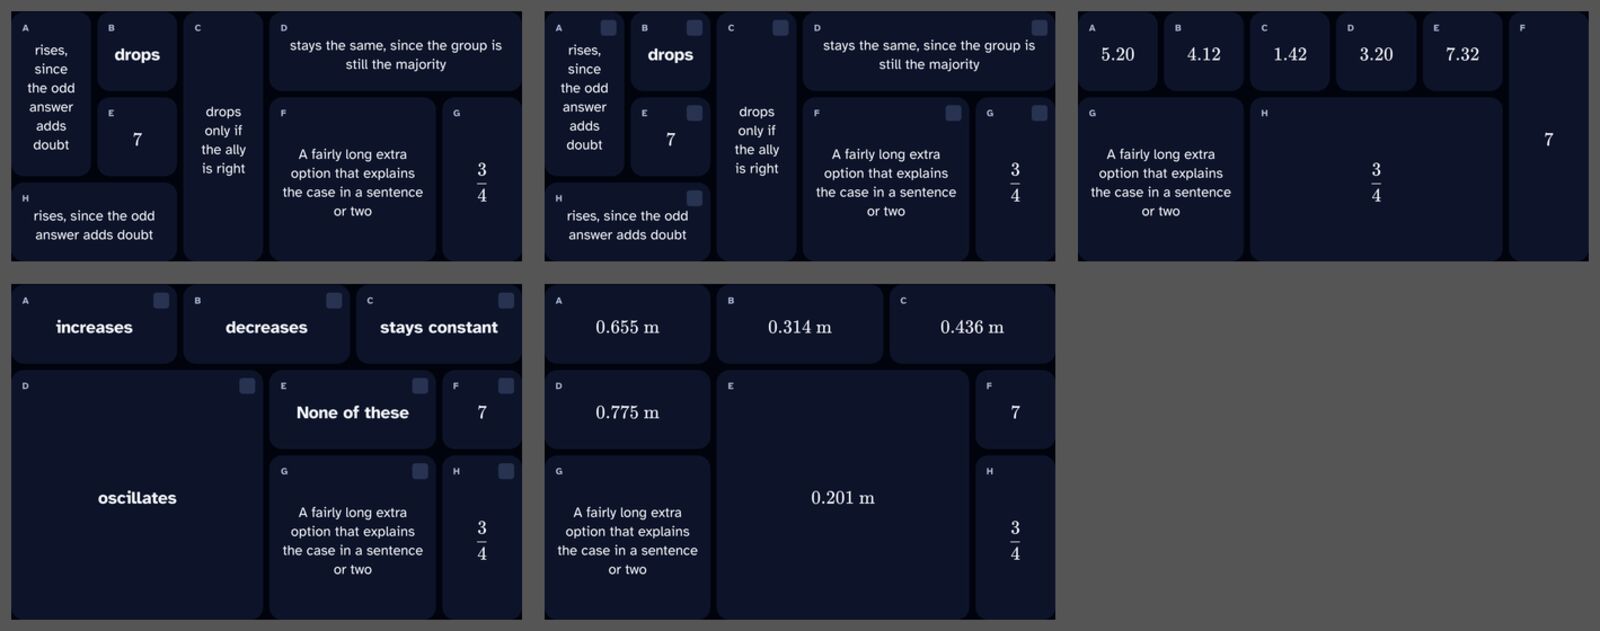 A
rises,
since
the odd
answer
adds
doubt
B
drops
C
drops
only if
the ally
is right
D
stays the same, since the group is
still the majority
E
7
F
A fairly long extra
option that explains
the case in a sentence
or two
G
3
4
H
rises, since the odd
answer adds doubt
A
rises,
since
the odd
answer
adds
doubt
B
drops
C
drops
only if
the ally
is right
D
stays the same, since the group is
still the majority
E
7
F
A fairly long extra
option that explains
the case in a sentence
or two
G
3
4
H
rises, since the odd
answer adds doubt
A
5.20
B
4.12
C
1.42
D
3.20
E
7.32
F
7
G
A fairly long extra
option that explains
the case in a sentence
or two
H
3
4
A
increases
B
decreases
C
stays constant
D
oscillates
E
None of these
F
7
G
A fairly long extra
option that explains
the case in a sentence
or two
H
3
4
A
0.655 m
B
0.314 m
C
0.436 m
D
0.775 m
E
0.201 m
F
7
G
A fairly long extra
option that explains
the case in a sentence
or two
H
3
4